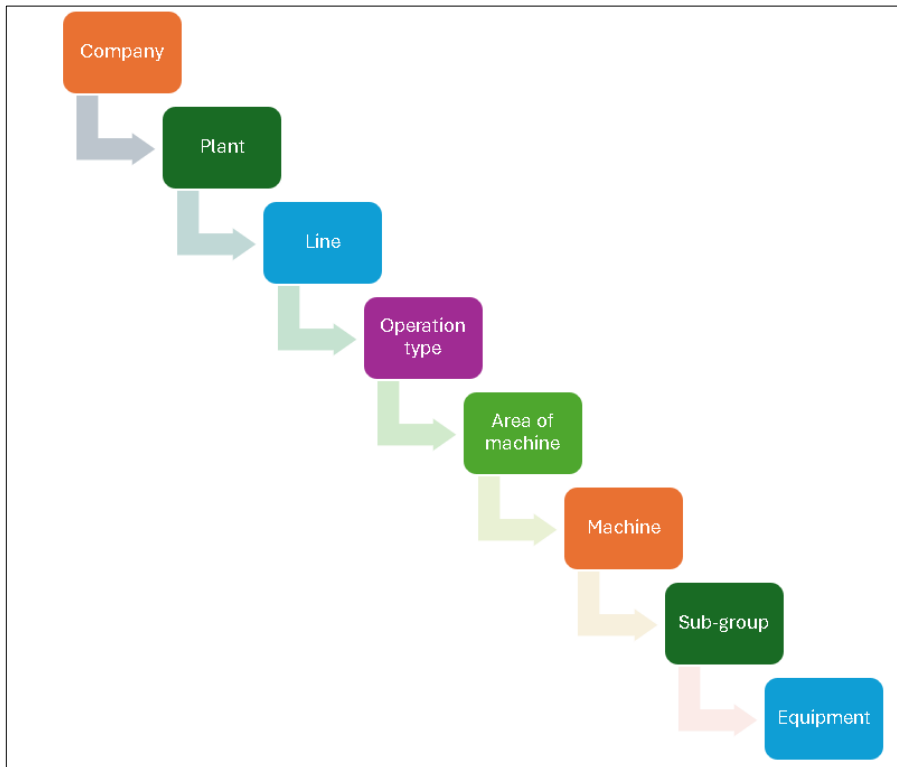 Company
Plant
Line
Operation
type
Area of
machine
Machine
Sub-group
Equipment